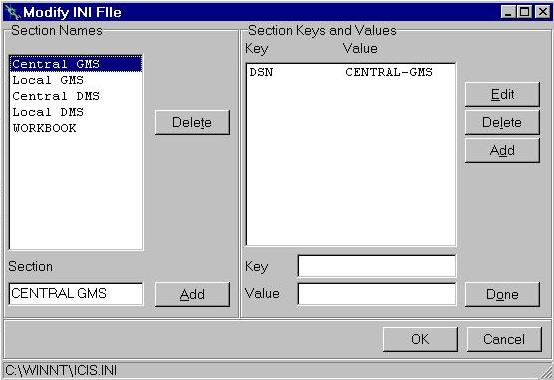 Modify INI FIle
Section Names
Central GMS
Local GMS
Central DMS
Local DMS
WORKBOOK
Delete
Section
CENTRAL GMS
Add
Section Keys and Values
Key Value
DSN CENTRAL-GMS
Edit
Delete
Add
Key
Value
Done
OK
Cancel
C:\WINNT\ICIS.INI